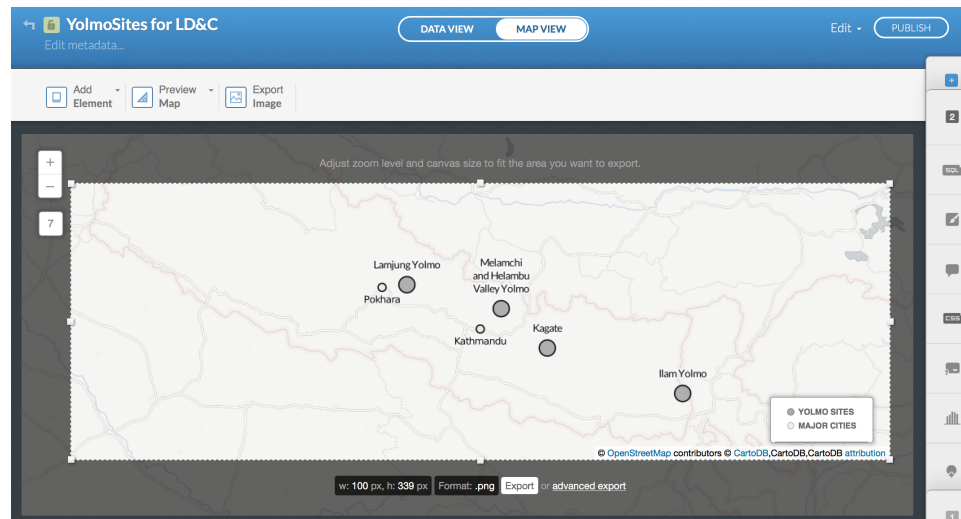 YolmoSites for LD&C
Edit metadata...
DATA VIEW
MAP VIEW
Edit
PUBLISH
Add
Element
Preview
Map
Export
Image
2
SQL
CSS
1
+
–
7
Adjust zoom level and canvas size to fit the area you want to export.
Lamjung Yolmo
Pokhara
Melamchi
and Helambu
Valley Yolmo
Kathmandu
Kagate
Ilam Yolmo
YOLMO SITES
MAJOR CITIES
© OpenStreetMap contributors © CartoDB,CartoDB,CartoDB attribution
w: 100 px, h: 339 px Format: .png Export or advanced export